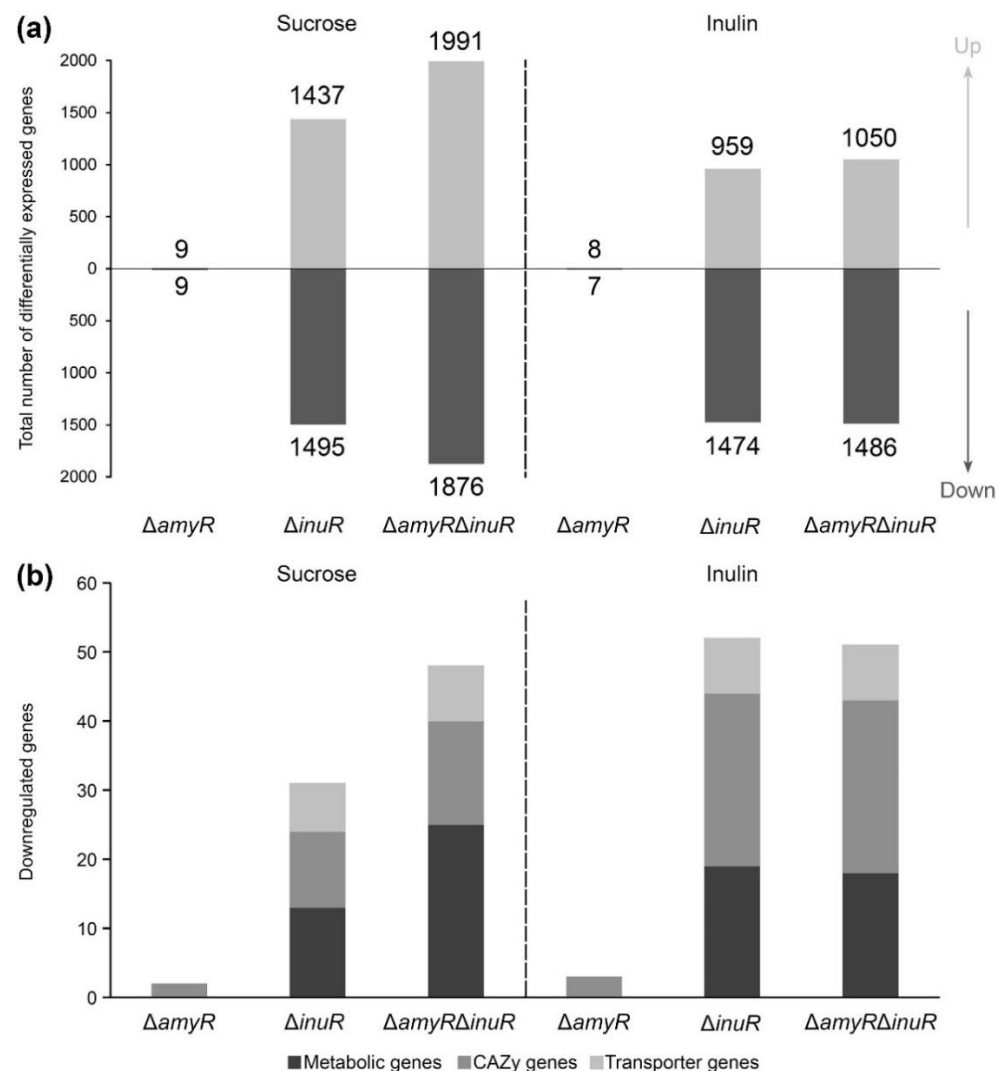 (a)
Sucrose
Inulin
Up
Total number of differentially expressed genes
2000
1500
1000
500
0
500
1000
1500
2000
9
9
1437
1495
1991
1876
8
7
959
1474
1050
1486
Down
ΔamyR
ΔinuR
ΔamyRΔinuR
ΔamyR
ΔinuR
ΔamyRΔinuR
(b)
Sucrose
Inulin
Downregulated genes
60
50
40
30
20
10
0
ΔamyR
ΔinuR
ΔamyRΔinuR
ΔamyR
ΔinuR
ΔamyRΔinuR
Metabolic genes CAZy genes Transporter genes